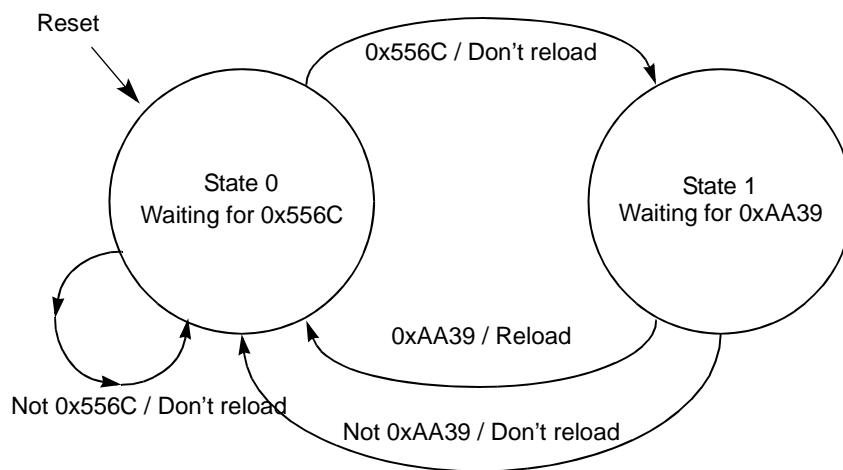 Reset
0x556C / Don’t reload
State 0
Waiting for 0x556C
State 1
Waiting for 0xAA39
0xAA39 / Reload
Not 0x556C / Don’t reload
Not 0xAA39 / Don’t reload